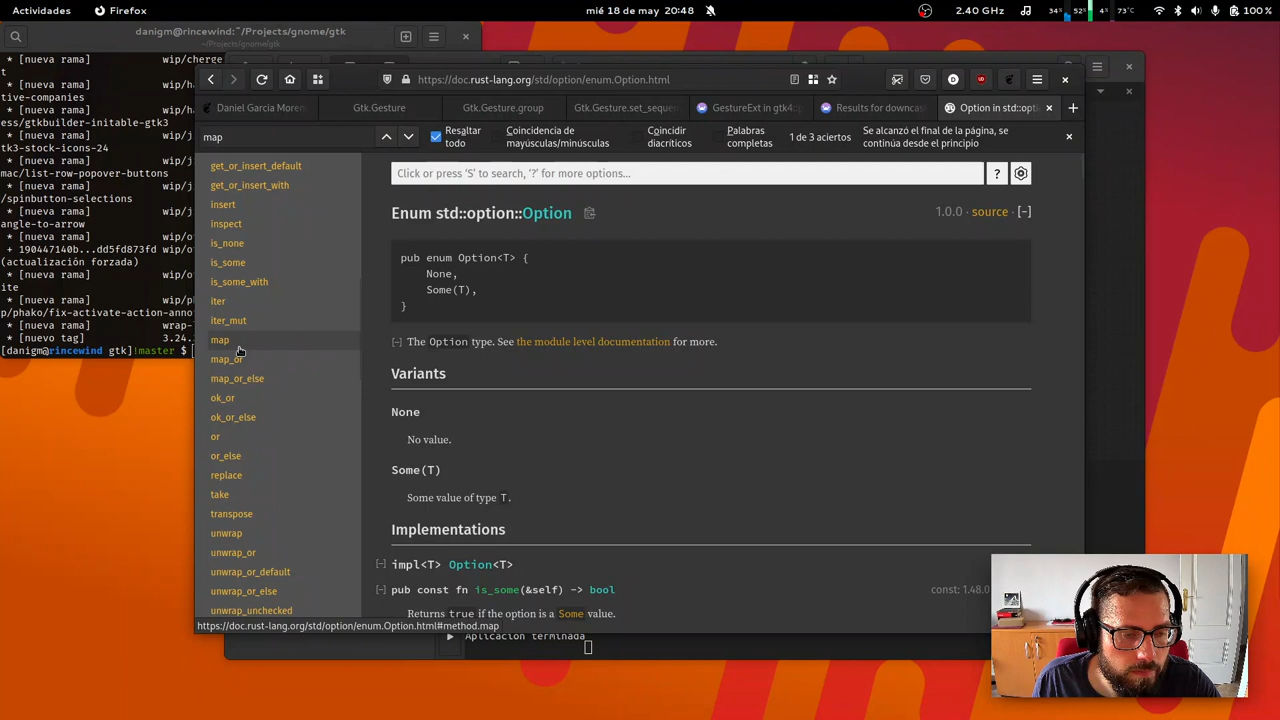 Actividades
Firefox
mié 18 de may 20:48
2.40 GHz
34%
52%
4%
73°C
100 %
danigm@rincewind:~/Projects/gnome/gtk
~/Projects/gnome/gtk
* [nueva rama] wip/cherge
t
* [nueva rama] wip/c
tive-companies
* [nueva rama] wip/c
ess/gtkbuilder-initable-gtk3
* [nueva rama] wip/c
tk3-stock-icons-24
* [nueva rama] wip/e
mac/list-row-popover-buttons
* [nueva rama] wip/j
/spinbutton-selections
* [nueva rama] wip/j
angle-to-arrow
* [nueva rama] wip/o
+ 190447140b...dd5fd873fd
(actualización forzada)
* [nueva rama] wip/o
ite
* [nueva rama] wip/p
p/phako/fix-activate-action-anno
* [nueva rama] wrap-
* [nuevo tag] 3.24.
[danigm@rincewind gtk]!master $
https://doc.rust-lang.org/std/option/enum.Option.html
Daniel Garcia Moren
Gtk.Gesture
Gtk.Gesture.group
Gtk.Gesture.set_sequen
GestureExt in gtk4::p
Results for downcas
Option in std::optio
map
Resaltar todo
Coincidencia de mayúsculas/minúsculas
Coincidir diacríticos
Palabras completas
1 de 3 aciertos
Se alcanzó el final de la página, se continúa desde el principio
get_or_insert_default
get_or_insert_with
insert
inspect
is_none
is_some
is_some_with
iter
iter_mut
map
map_or
map_or_else
ok_or
ok_or_else
or
or_else
replace
take
transpose
unwrap
unwrap_or
unwrap_or_default
unwrap_or_else
unwrap_unchecked
Click or press ‘S’ to search, ‘?’ for more options…
?
Enum std::option::Option
1.0.0 · source · [-]
pub enum Option<T> {
None,
Some(T),
}
[-] The Option type. See the module level documentation for more.
Variants
None
No value.
Some(T)
Some value of type T.
Implementations
[-] impl<T> Option<T>
[-] pub const fn is_some(&self) -> bool
const: 1.48.0
Returns true if the option is a Some value.
https://doc.rust-lang.org/std/option/enum.Option.html#method.map
Aplicación terminada